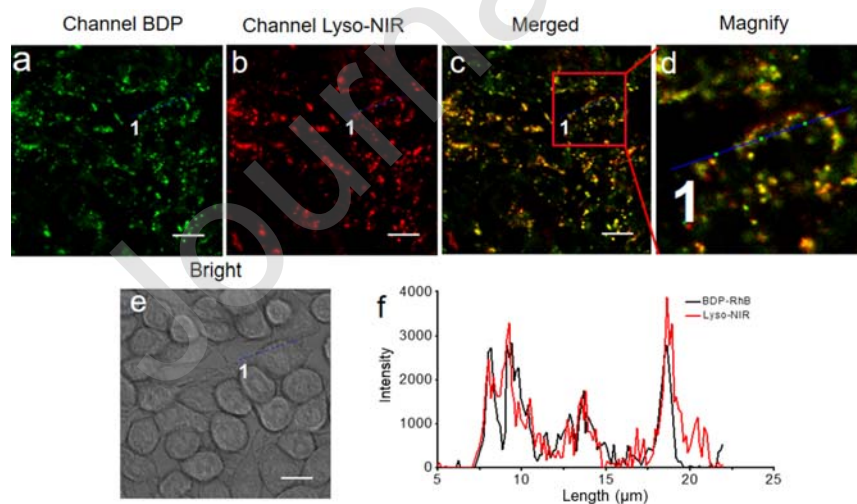 Channel BDP Channel Lyso-NIR Merged Magnify
a b c d
1 1 1 1
Bright
e f
1
4000
3000
2000
1000
0
5 10 15 20 25
Intensity
Length (μm)
BDP-RhB
Lyso-NIR
Journa